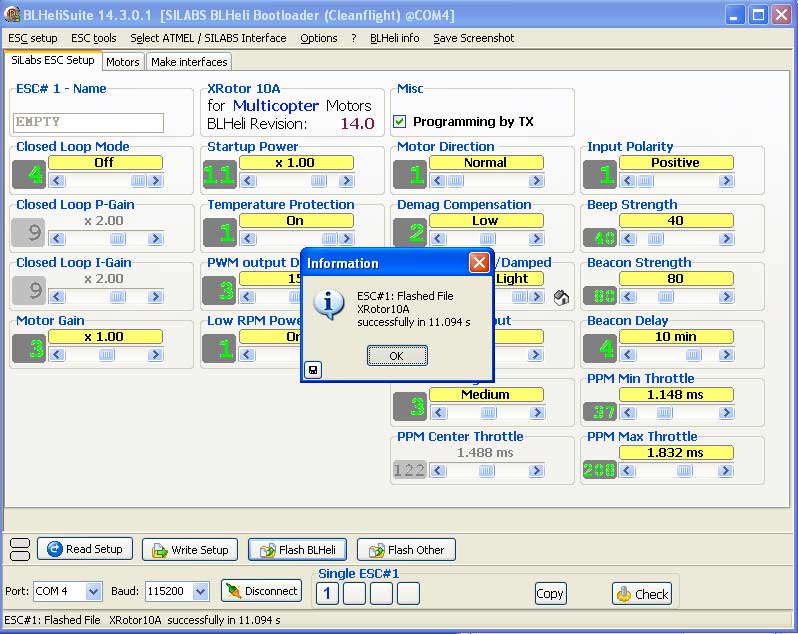 BLHeliSuite 14.3.0.1 [SILABS BLHeli Bootloader (Cleanflight) @COM4]
ESC setup ESC tools Select ATMEL / SILABS Interface Options ? BLHeli info Save Screenshot
SiLabs ESC Setup Motors Make interfaces
ESC# 1 - Name
EMPTY
XRotor 10A
for Multicopter Motors
BLHeli Revision: 14.0
Misc
Programming by TX
Closed Loop Mode
Off
4
Startup Power
x 1.00
11
Motor Direction
Normal
1
Input Polarity
Positive
1
Closed Loop P-Gain
x 2.00
9
Temperature Protection
On
1
Demag Compensation
Low
2
Beep Strength
40
40
Closed Loop I-Gain
x 2.00
9
PWM output D
15
3
/Damped
Light
Beacon Strength
80
80
Motor Gain
x 1.00
3
Low RPM Powe
On
1
Beacon Delay
10 min
4
Medium
3
PPM Min Throttle
1.148 ms
37
PPM Center Throttle
1.488 ms
122
PPM Max Throttle
1.832 ms
208
Information
ESC#1: Flashed File
XRotor10A
successfully in 11.094 s
OK
Read Setup Write Setup Flash BLHeli Flash Other
Port: COM 4 Baud: 115200 Disconnect
Single ESC#1
1
Copy Check
ESC#1: Flashed File XRotor10A successfully in 11.094 s